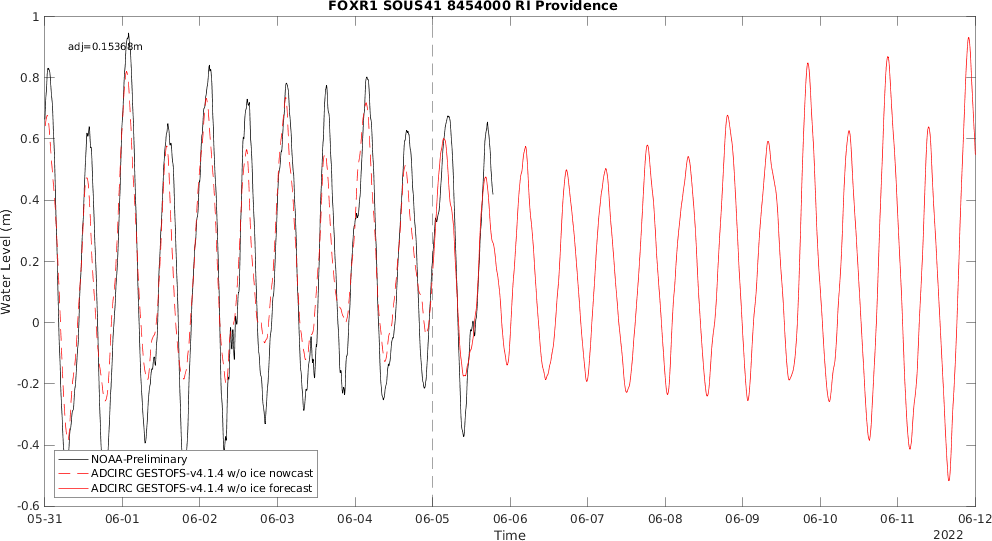 FOXR1 SOUS41 8454000 RI Providence
adj=0.15368m
Water Level (m)
1
0.8
0.6
0.4
0.2
0
-0.2
-0.4
-0.6
NOAA-Preliminary
ADCIRC GESTOFS-v4.1.4 w/o ice nowcast
ADCIRC GESTOFS-v4.1.4 w/o ice forecast
05-31 06-01 06-02 06-03 06-04 06-05 06-06 06-07 06-08 06-09 06-10 06-11 06-12
Time
2022